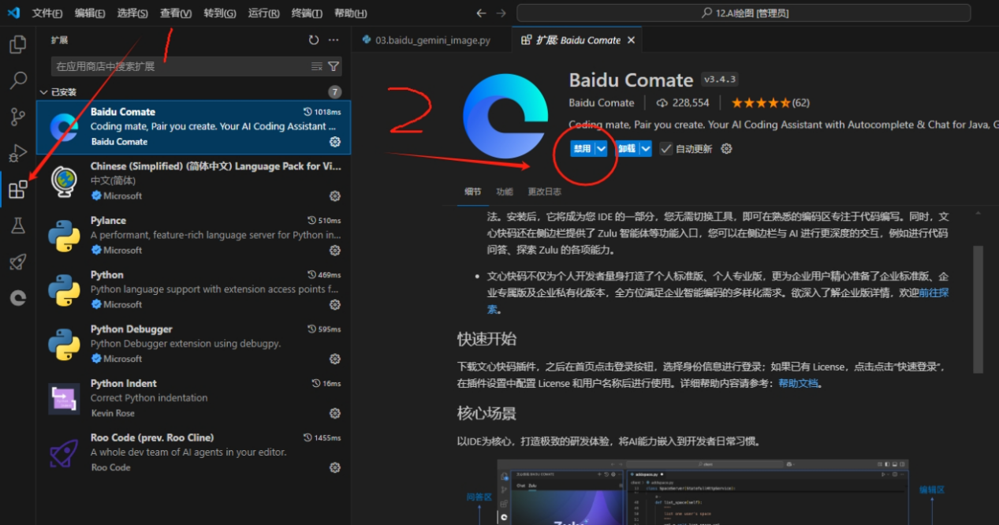 文件(F) 编辑(E) 选择(S) 查看(V) 转到(G) 运行(R) 终端(T) 帮助(H)
12.AI绘图 [管理员]
扩展
在应用商店中搜索扩展
已安装
7
Baidu Comate
1018ms
Coding mate, Pair you create. Your AI Coding Assistant ...
Baidu Comate
Chinese (Simplified) (简体中文) Language Pack for Vi...
中文(简体)
Microsoft
Pylance
510ms
A performant, feature-rich language server for Python in...
Microsoft
Python
469ms
Python language support with extension access points f...
Microsoft
Python Debugger
595ms
Python Debugger extension using debugpy.
Microsoft
Python Indent
16ms
Correct Python indentation
Kevin Rose
Roo Code (prev. Roo Cline)
1455ms
A whole dev team of AI agents in your editor.
Roo Code
1
2
03.baidu_gemini_image.py
扩展: Baidu Comate
Baidu Comate v3.4.3
Baidu Comate 228,554 (62)
Coding mate, Pair you create. Your AI Coding Assistant with Autocomplete & Chat for Java, G
禁用 卸载 自动更新
细节 功能 更改日志
法。安装后，它将成为您 IDE 的一部分，您无需切换工具，即可在熟悉的编码区专注于代码编写。同时，文
心快码还在侧边栏提供了 Zulu 智能体等功能入口，您可以在侧边栏与 AI 进行更深度的交互，例如进行代码
问答、探索 Zulu 的各项能力。
• 文心快码不仅为个人开发者量身打造了个人标准版、个人专业版，更为企业用户精心准备了企业标准版、企
业专属版及企业私有化版本，全方位满足企业智能编码的多样化需求。欲深入了解企业版详情，欢迎前往探
索。
快速开始
下载文心快码插件，之后在首页点击登录按钮，选择身份信息进行登录；如果已有 License，点击点击“快速登录”，
在插件设置中配置 License 和用户名称后进行使用。详细帮助内容请参考：帮助文档。
核心场景
以IDE为核心，打造极致的研发体验，将AI能力嵌入到开发者日常习惯。
问答区
Chat Zulu
Zulu
addspace.py
def list_space(self):
list one user's space
编辑区